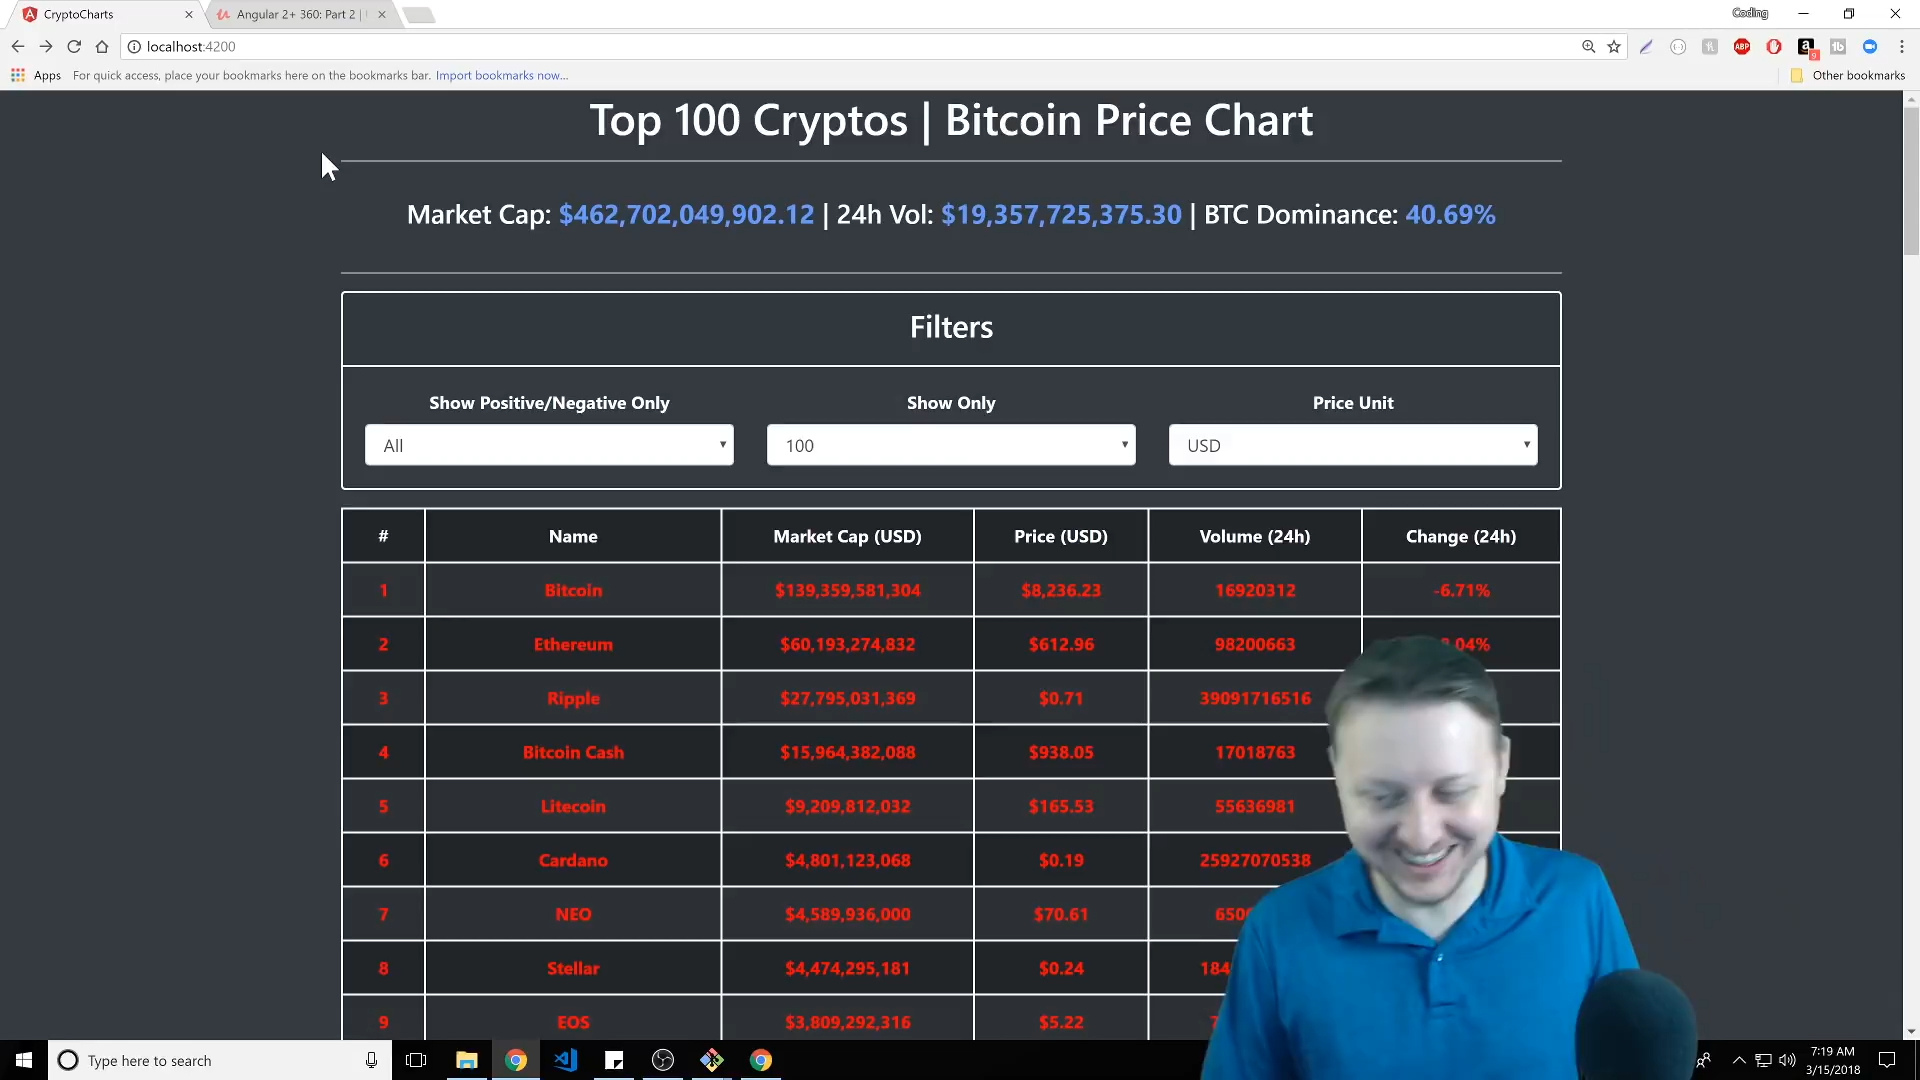 CryptoCharts
Angular 2+ 360: Part 2 |
Coding
localhost:4200
ABP
a
9
tb
Apps
For quick access, place your bookmarks here on the bookmarks bar. Import bookmarks now...
Other bookmarks
Top 100 Cryptos | Bitcoin Price Chart
Market Cap: $462,702,049,902.12 | 24h Vol: $19,357,725,375.30 | BTC Dominance: 40.69%
Filters
Show Positive/Negative Only Show Only Price Unit
All 100 USD
# Name Market Cap (USD) Price (USD) Volume (24h) Change (24h)
1 Bitcoin $139,359,581,304 $8,236.23 16920312 -6.71%
2 Ethereum $60,193,274,832 $612.96 98200663 .04%
3 Ripple $27,795,031,369 $0.71 39091716516
4 Bitcoin Cash $15,964,382,088 $938.05 17018763
5 Litecoin $9,209,812,032 $165.53 55636981
6 Cardano $4,801,123,068 $0.19 25927070538
7 NEO $4,589,936,000 $70.61 650
8 Stellar $4,474,295,181 $0.24 184
9 EOS $3,809,292,316 $5.22 7
Type here to search
7:19 AM
3/15/2018